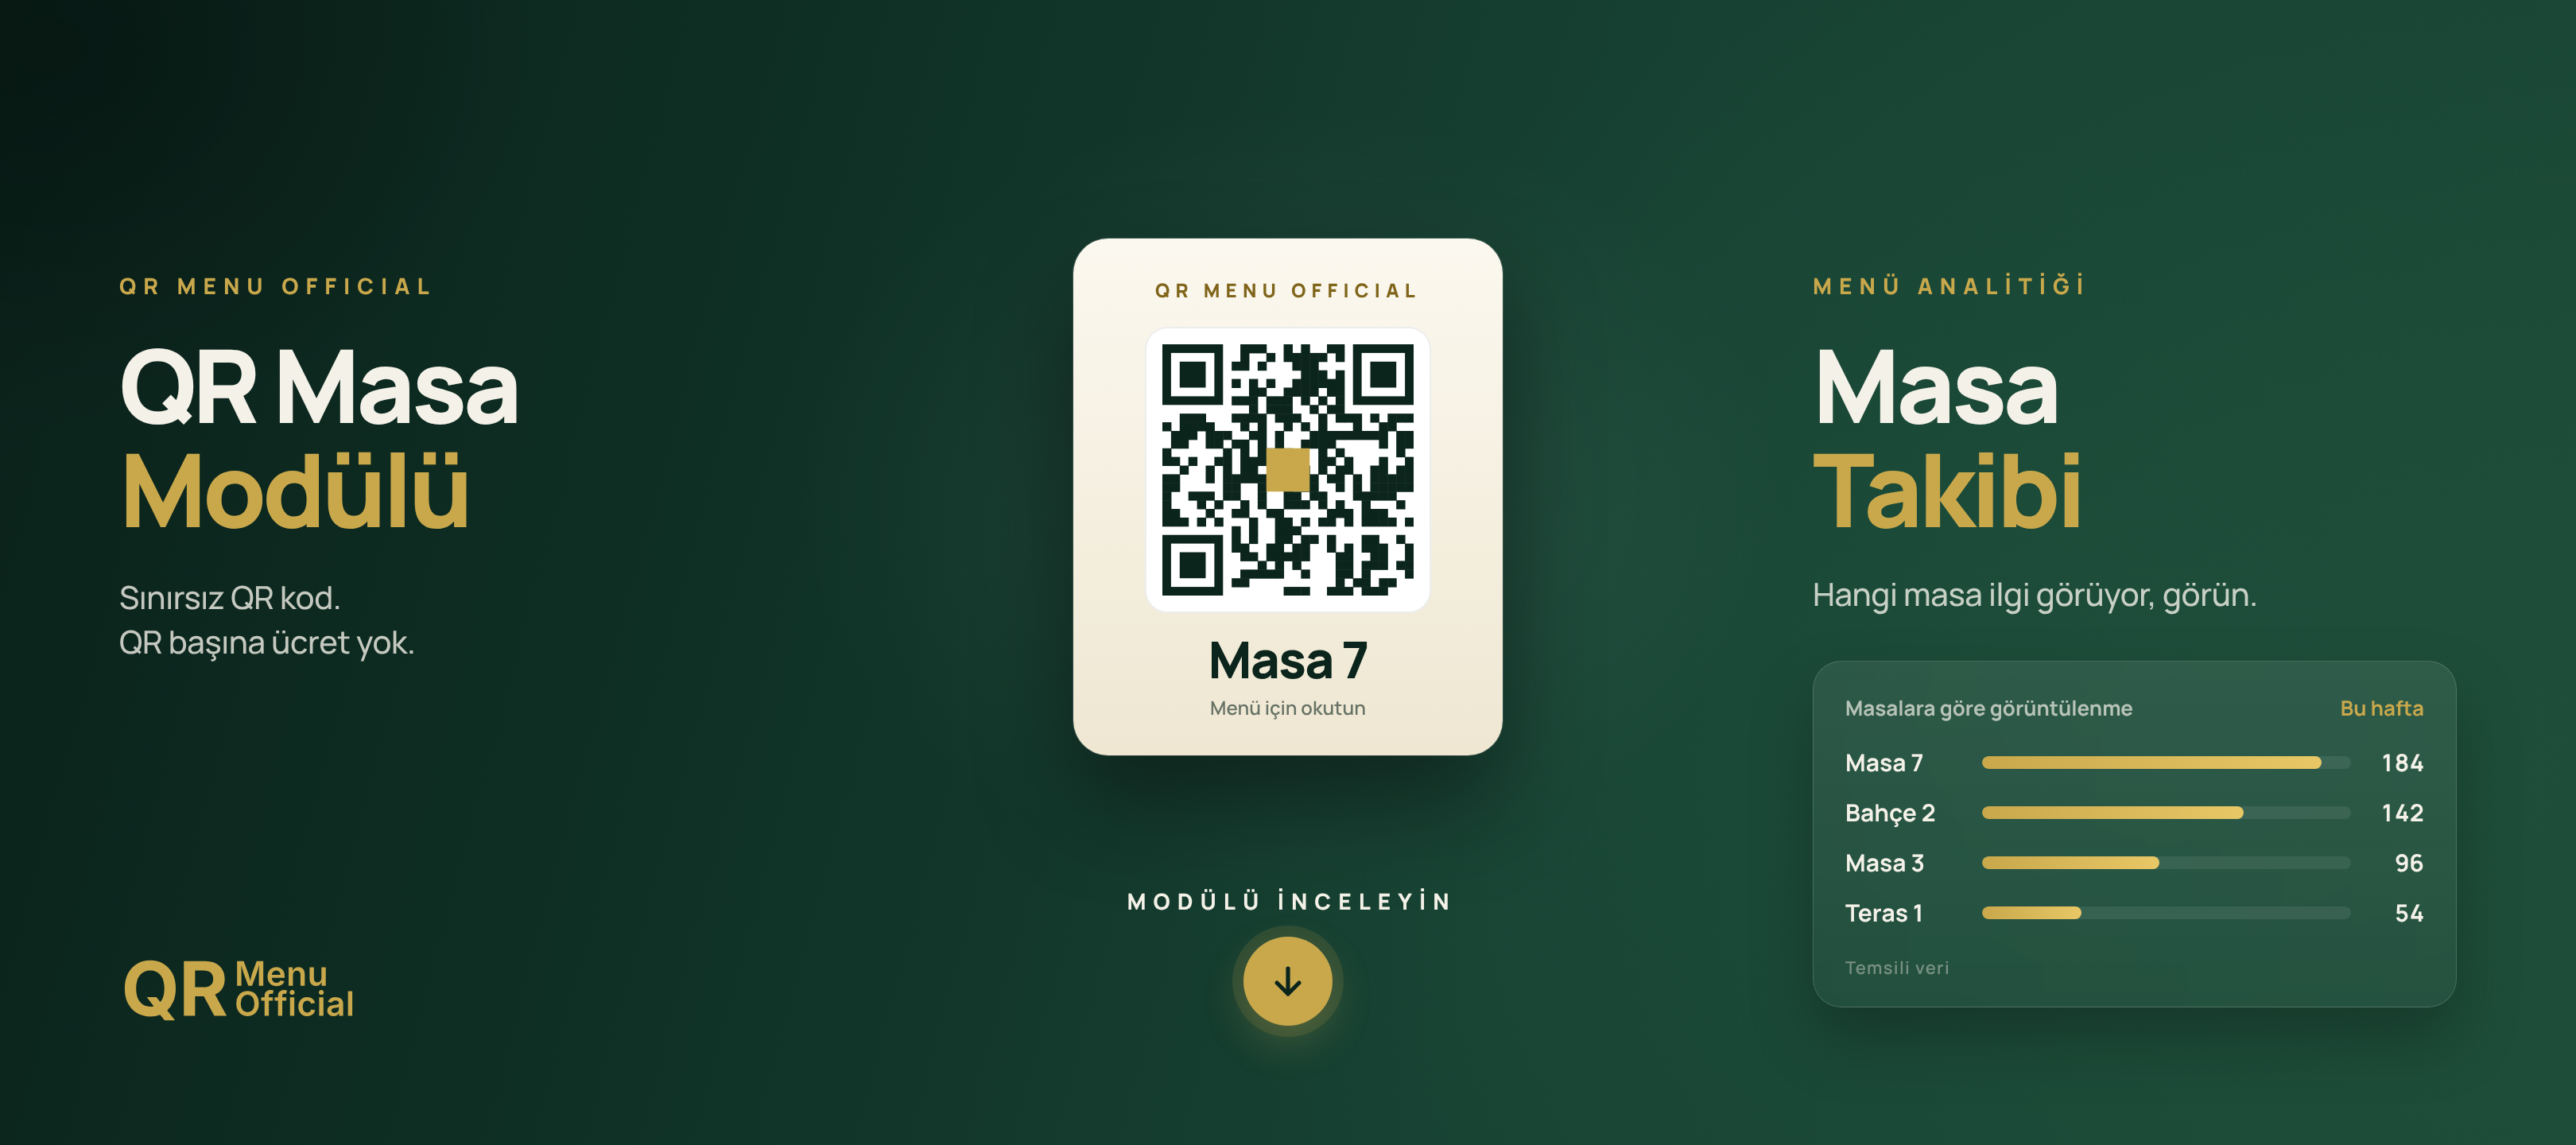 QR MENU OFFICIAL
QR Masa
Modülü
Sınırsız QR kod.
QR başına ücret yok.
QR Menu
Official
QR MENU OFFICIAL
Masa 7
Menü için okutun
MODÜLÜ İNCELEYİN
MENÜ ANALİTİĞİ
Masa
Takibi
Hangi masa ilgi görüyor, görün.
Masalara göre görüntülenme Bu hafta
Masa 7 184
Bahçe 2 142
Masa 3 96
Teras 1 54
Temsili veri